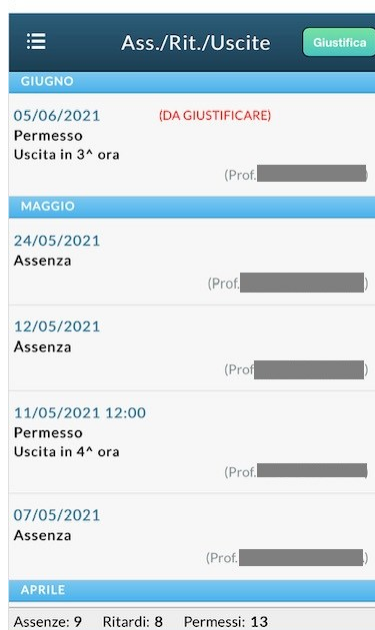 Ass./Rit./Uscite
Giustifica
GIUGNO
05/06/2021 (DA GIUSTIFICARE)
Permesso
Uscita in 3^ ora
(Prof. )
MAGGIO
24/05/2021
Assenza
(Prof. )
12/05/2021
Assenza
(Prof )
11/05/2021 12:00
Permesso
Uscita in 4^ ora
(Prof. )
07/05/2021
Assenza
(Prof. )
APRILE
Assenze: 9 Ritardi: 8 Permessi: 13